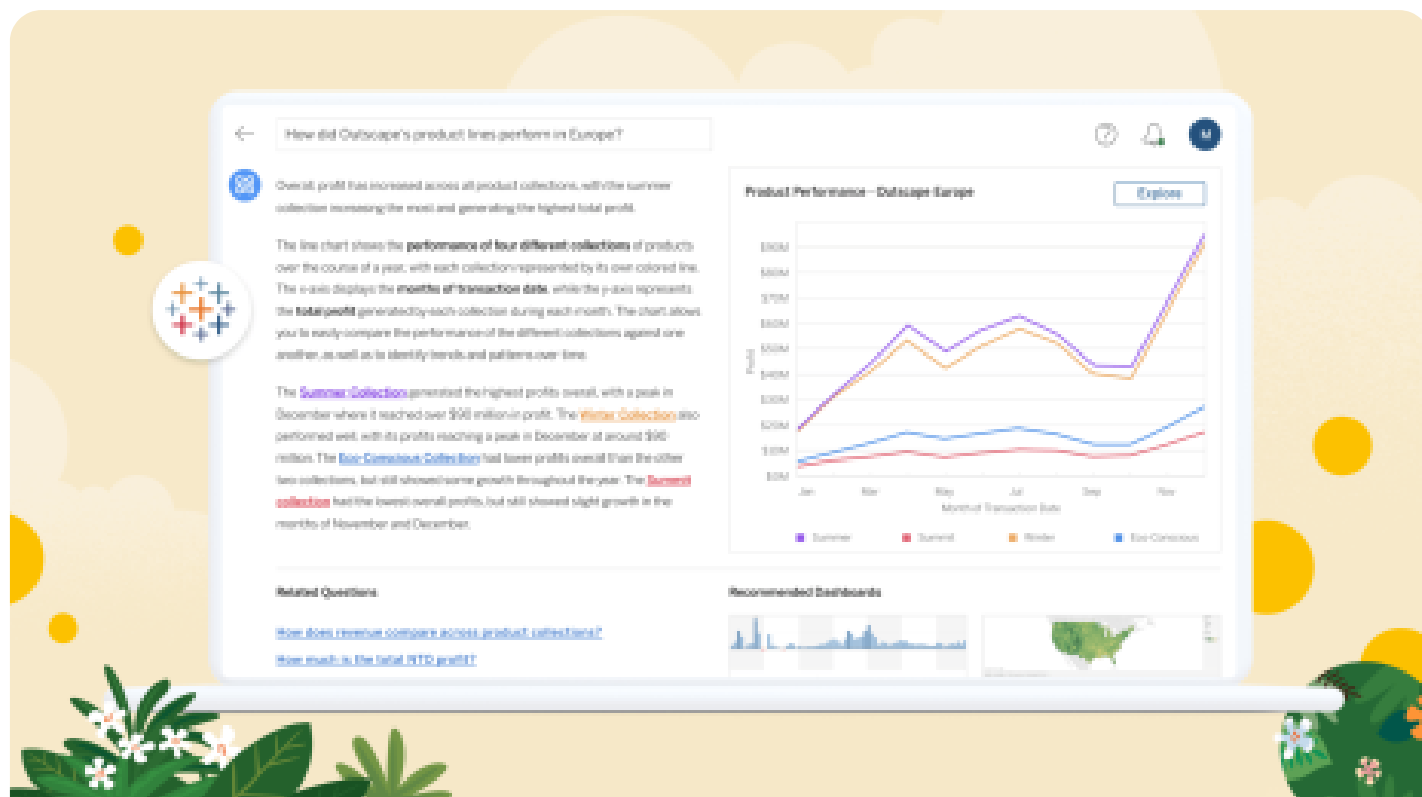 How did Outscape's product lines perform in Europe?
M
Overall, profit has increased across all product collections, with the summer
collection increasing the most and generating the highest total profit.
The line chart shows the performance of four different collections of products
over the course of a year, with each collection represented by its own colored line.
The x-axis displays the months of transaction date, while the y-axis represents
the total profit generated by each collection during each month. The chart allows
you to easily compare the performance of the different collections against one
another, as well as to identify trends and patterns over time.
The Summer Collection generated the highest profits overall, with a peak in
December where it reached over $90 million in profit. The Winter Collection also
performed well, with its profits reaching a peak in December at around $90
million. The Eco-Conscious Collection had lower profits overall than the other
two collections, but still showed some growth throughout the year. The Summit
collection had the lowest overall profits, but still showed slight growth in the
months of November and December.
Product Performance - Outscape Europe
Explore
$90M
$80M
$70M
$60M
$50M
$40M
$30M
$20M
$10M
$0M
Profit
Jan Mar May Jul Sep Nov
Month of Transaction Date
Summer Summit Winter Eco-Conscious
Related Questions
How does revenue compare across product collections?
How much is the total NTO profit?
Recommended Dashboards